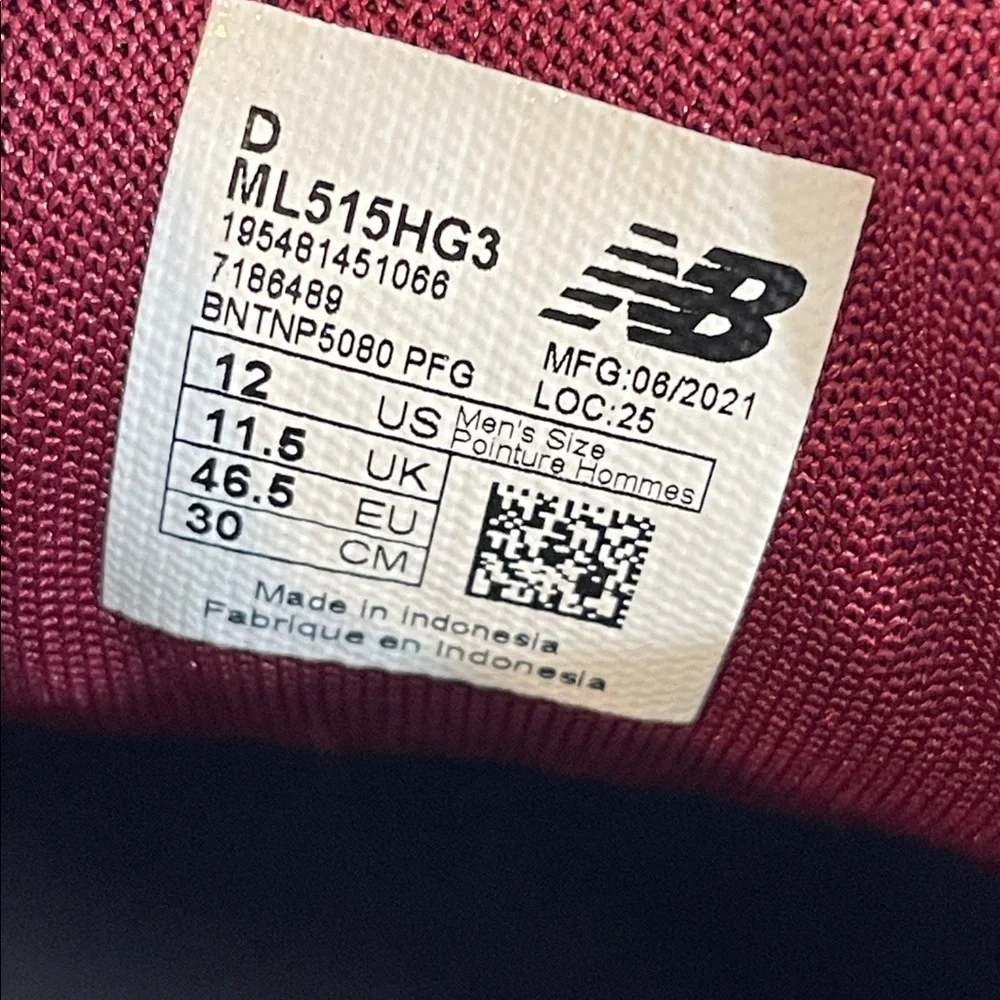 D
ML515HG3
195481451066
7186489
BNTNP5080 PFG
NB
MFG:06/2021
LOC:25
12 US Men's Size
Pointure Hommes
11.5 UK
46.5 EU
30 CM
Made in Indonesia
Fabrique en Indonesia